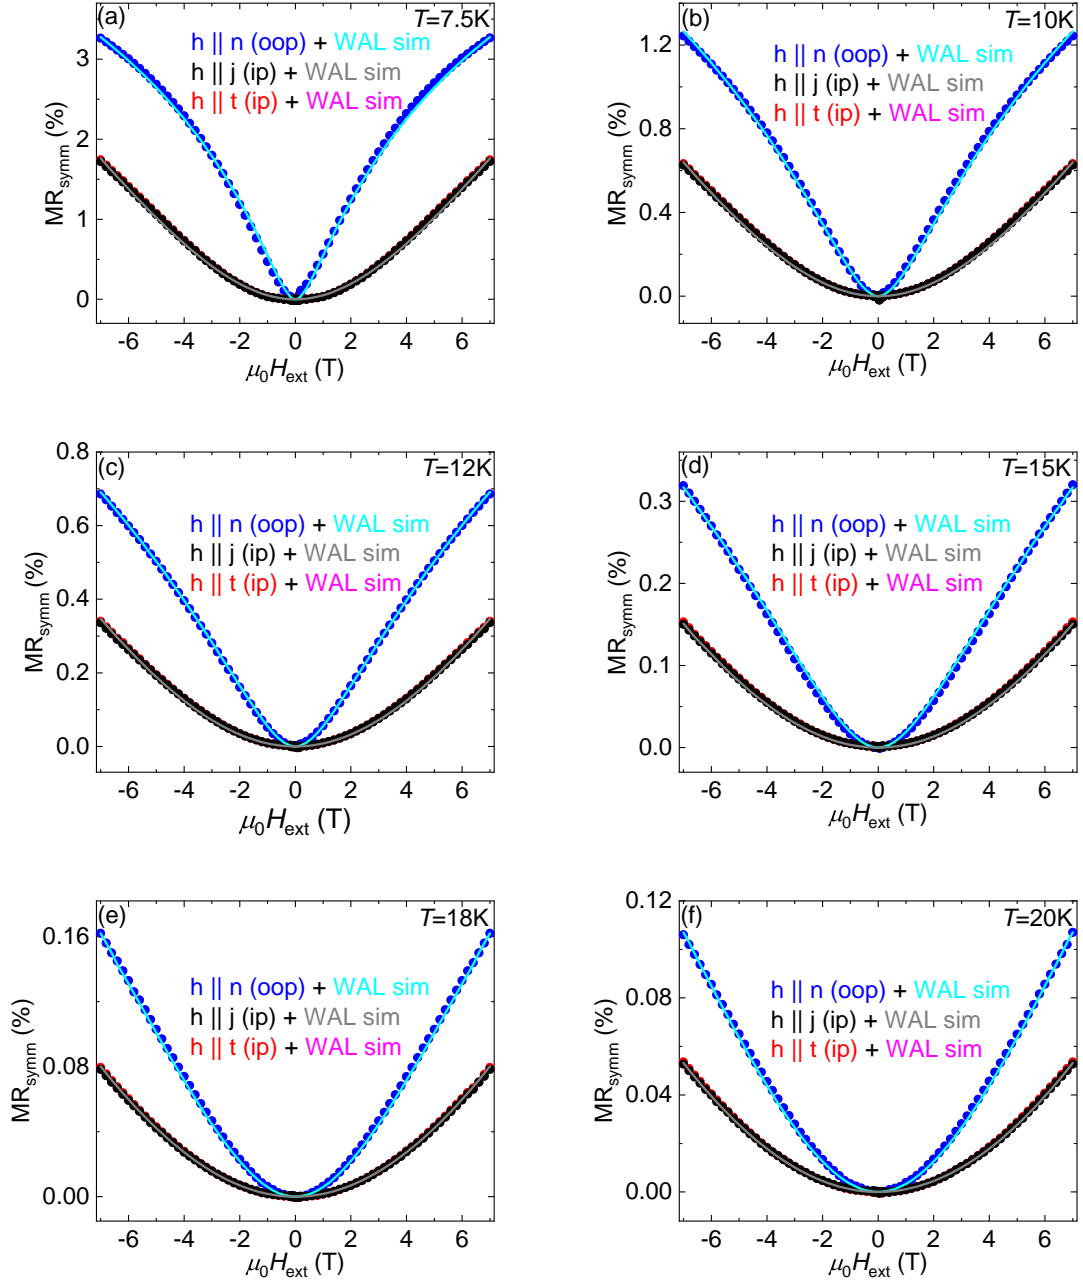 (a)
T=7.5K
h || n (oop) + WAL sim
h || j (ip) + WAL sim
h || t (ip) + WAL sim
MRsymm (%)
3
2
1
0
-6 -4 -2 0 2 4 6
μ0Hext (T)
(b)
T=10K
h || n (oop) + WAL sim
h || j (ip) + WAL sim
h || t (ip) + WAL sim
MRsymm (%)
1.2
0.8
0.4
0.0
-6 -4 -2 0 2 4 6
μ0Hext (T)
(c)
T=12K
h || n (oop) + WAL sim
h || j (ip) + WAL sim
h || t (ip) + WAL sim
MRsymm (%)
0.8
0.6
0.4
0.2
0.0
-6 -4 -2 0 2 4 6
μ0Hext (T)
(d)
T=15K
h || n (oop) + WAL sim
h || j (ip) + WAL sim
h || t (ip) + WAL sim
MRsymm (%)
0.3
0.2
0.1
0.0
-6 -4 -2 0 2 4 6
μ0Hext (T)
(e)
T=18K
h || n (oop) + WAL sim
h || j (ip) + WAL sim
h || t (ip) + WAL sim
MRsymm (%)
0.16
0.08
0.00
-6 -4 -2 0 2 4 6
μ0Hext (T)
(f)
T=20K
h || n (oop) + WAL sim
h || j (ip) + WAL sim
h || t (ip) + WAL sim
MRsymm (%)
0.12
0.08
0.04
0.00
-6 -4 -2 0 2 4 6
μ0Hext (T)